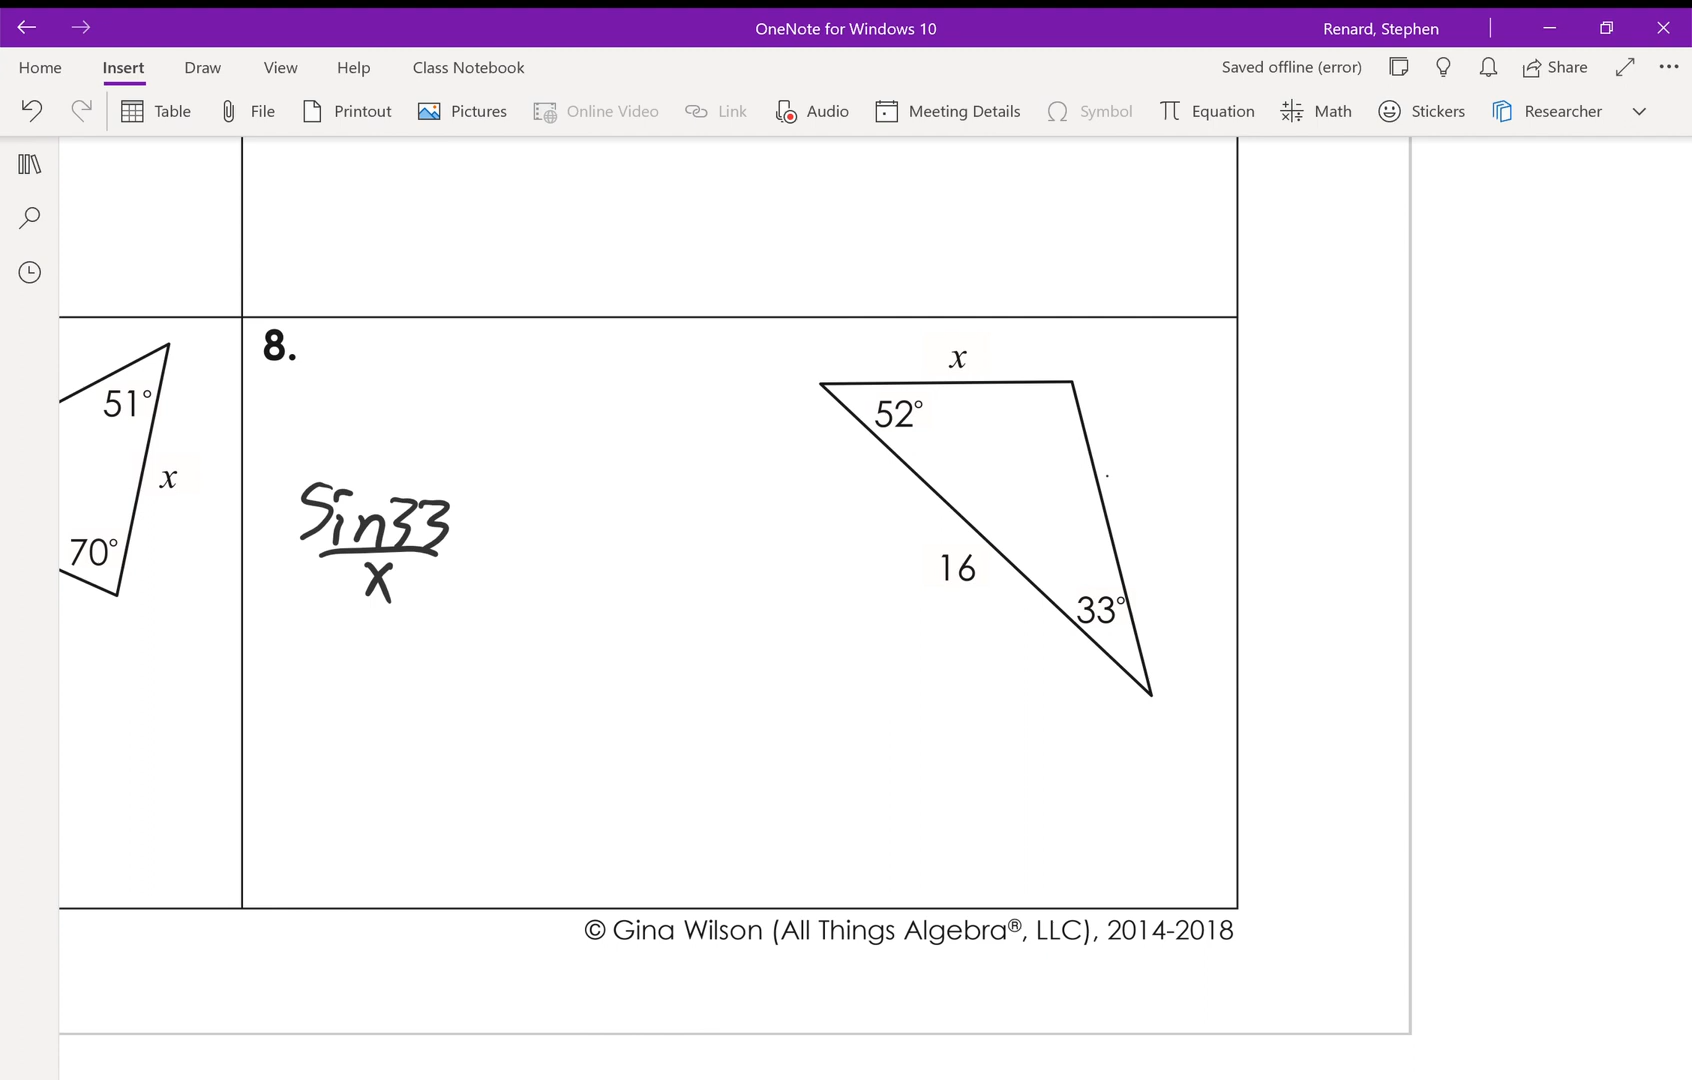 OneNote for Windows 10
Renard, Stephen
Home Insert Draw View Help Class Notebook
Saved offline (error)
Share
Table File Printout Pictures Online Video Link Audio Meeting Details Symbol Equation Math Stickers Researcher
51°
x
70°
8.
x
52°
16
33°
Sin33
x
© Gina Wilson (All Things Algebra®, LLC), 2014-2018